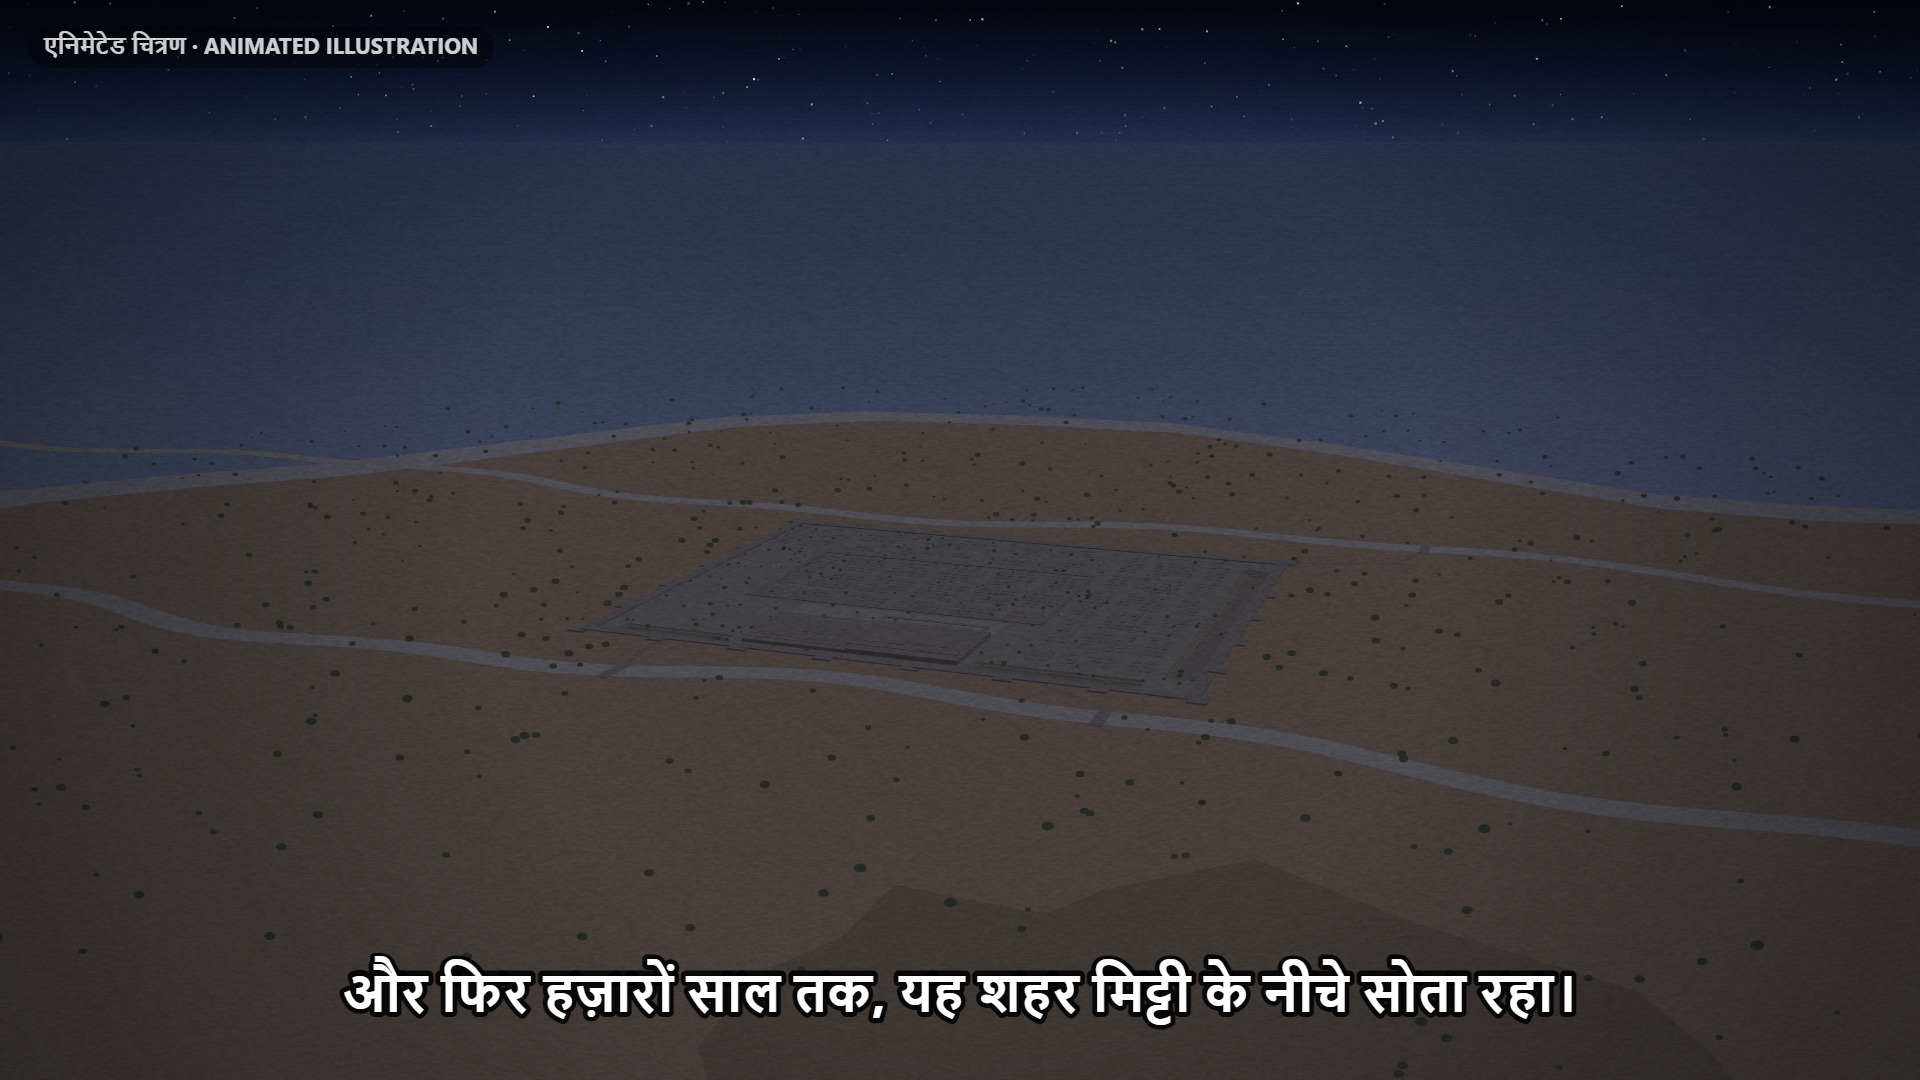 एनिमेटेड चित्रण · ANIMATED ILLUSTRATION
और फिर हज़ारों साल तक, यह शहर मिट्टी के नीचे सोता रहा।